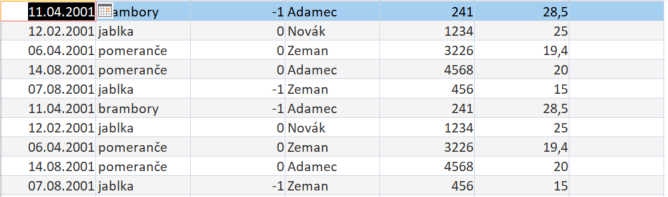 11.04.2001 brambory -1 Adamec 241 28,5
12.02.2001 jablka 0 Novák 1234 25
06.04.2001 pomeranče 0 Zeman 3226 19,4
14.08.2001 pomeranče 0 Adamec 4568 20
07.08.2001 jablka -1 Zeman 456 15
11.04.2001 brambory -1 Adamec 241 28,5
12.02.2001 jablka 0 Novák 1234 25
06.04.2001 pomeranče 0 Zeman 3226 19,4
14.08.2001 pomeranče 0 Adamec 4568 20
07.08.2001 jablka -1 Zeman 456 15